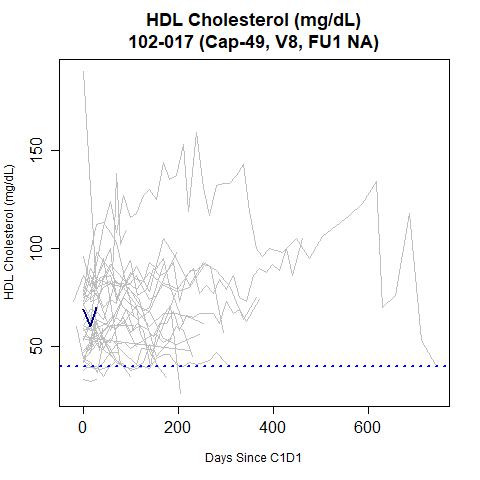 HDL Cholesterol (mg/dL)
102-017 (Cap-49, V8, FU1 NA)
HDL Cholesterol (mg/dL)
150
100
50
0
200
400
600
Days Since C1D1